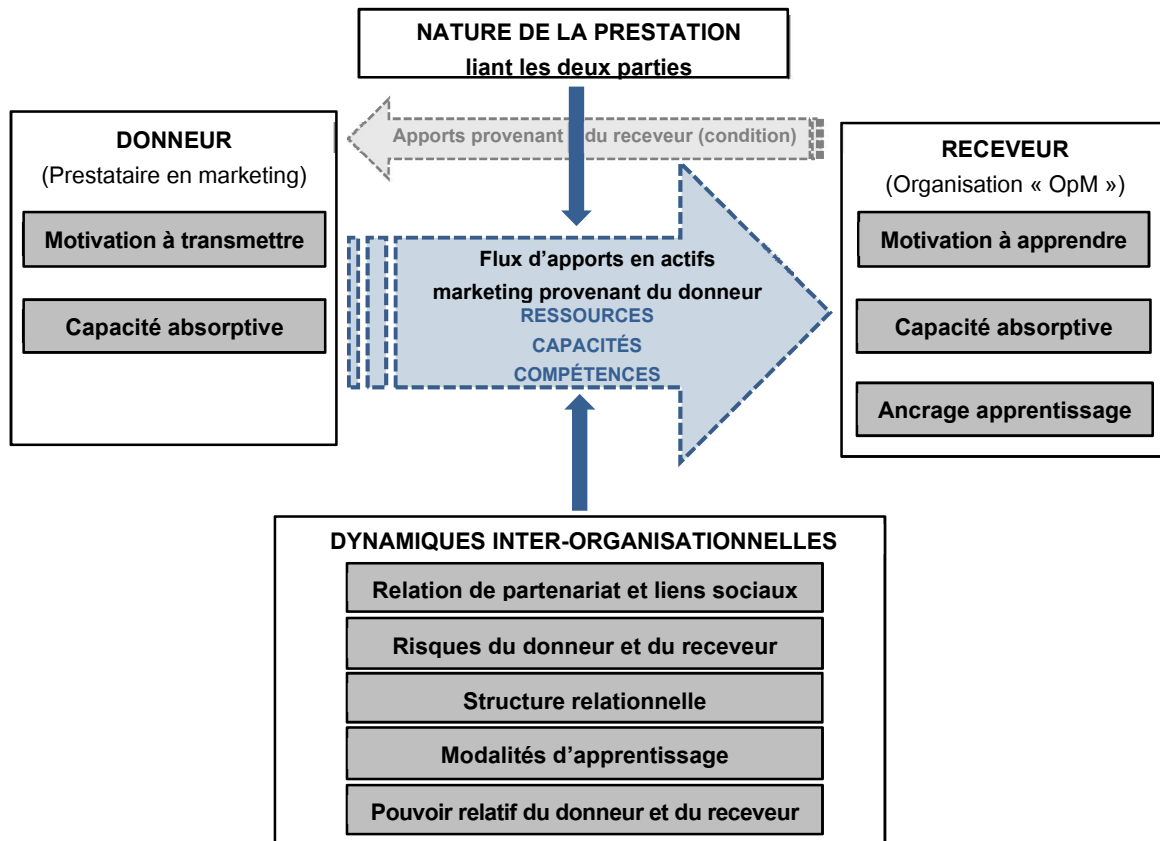 NATURE DE LA PRESTATION
liant les deux parties
Apports provenant du receveur (condition)
DONNEUR
(Prestataire en marketing)
Motivation à transmettre
Capacité absorptive
Flux d'apports en actifs
marketing provenant du donneur
RESSOURCES
CAPACITÉS
COMPÉTENCES
RECEVEUR
(Organisation « OpM »)
Motivation à apprendre
Capacité absorptive
Ancrage apprentissage
DYNAMIQUES INTER-ORGANISATIONNELLES
Relation de partenariat et liens sociaux
Risques du donneur et du receveur
Structure relationnelle
Modalités d'apprentissage
Pouvoir relatif du donneur et du receveur